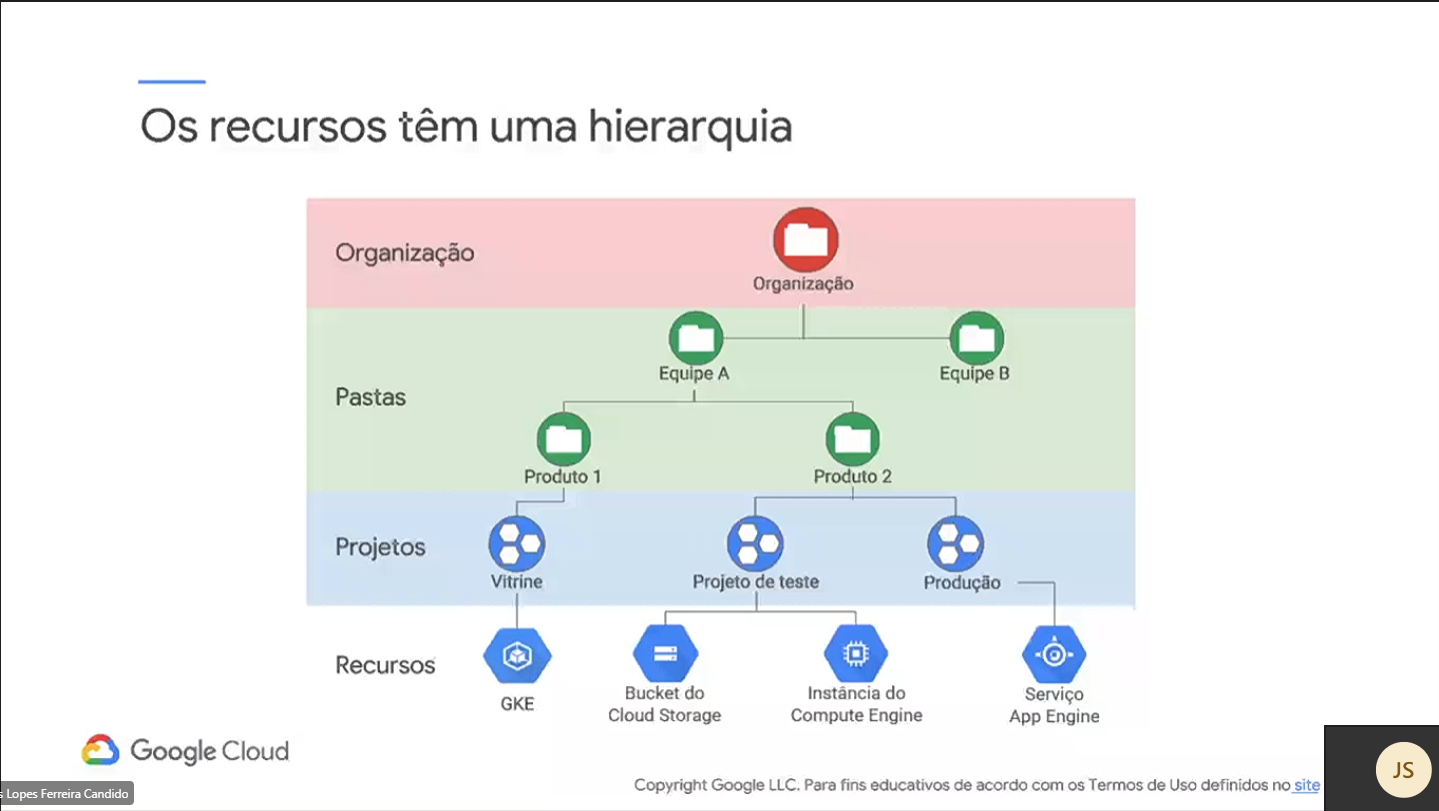 Os recursos têm uma hierarquia
Organização
Organização
Equipe A
Equipe B
Pastas
Produto 1
Produto 2
Projetos
Vitrine
Projeto de teste
Produção
Recursos
GKE
Bucket do
Cloud Storage
Instância do
Compute Engine
Serviço
App Engine
Google Cloud
JS
Copyright Google LLC. Para fins educativos de acordo com os Termos de Uso definidos no site
s Lopes Ferreira Candido